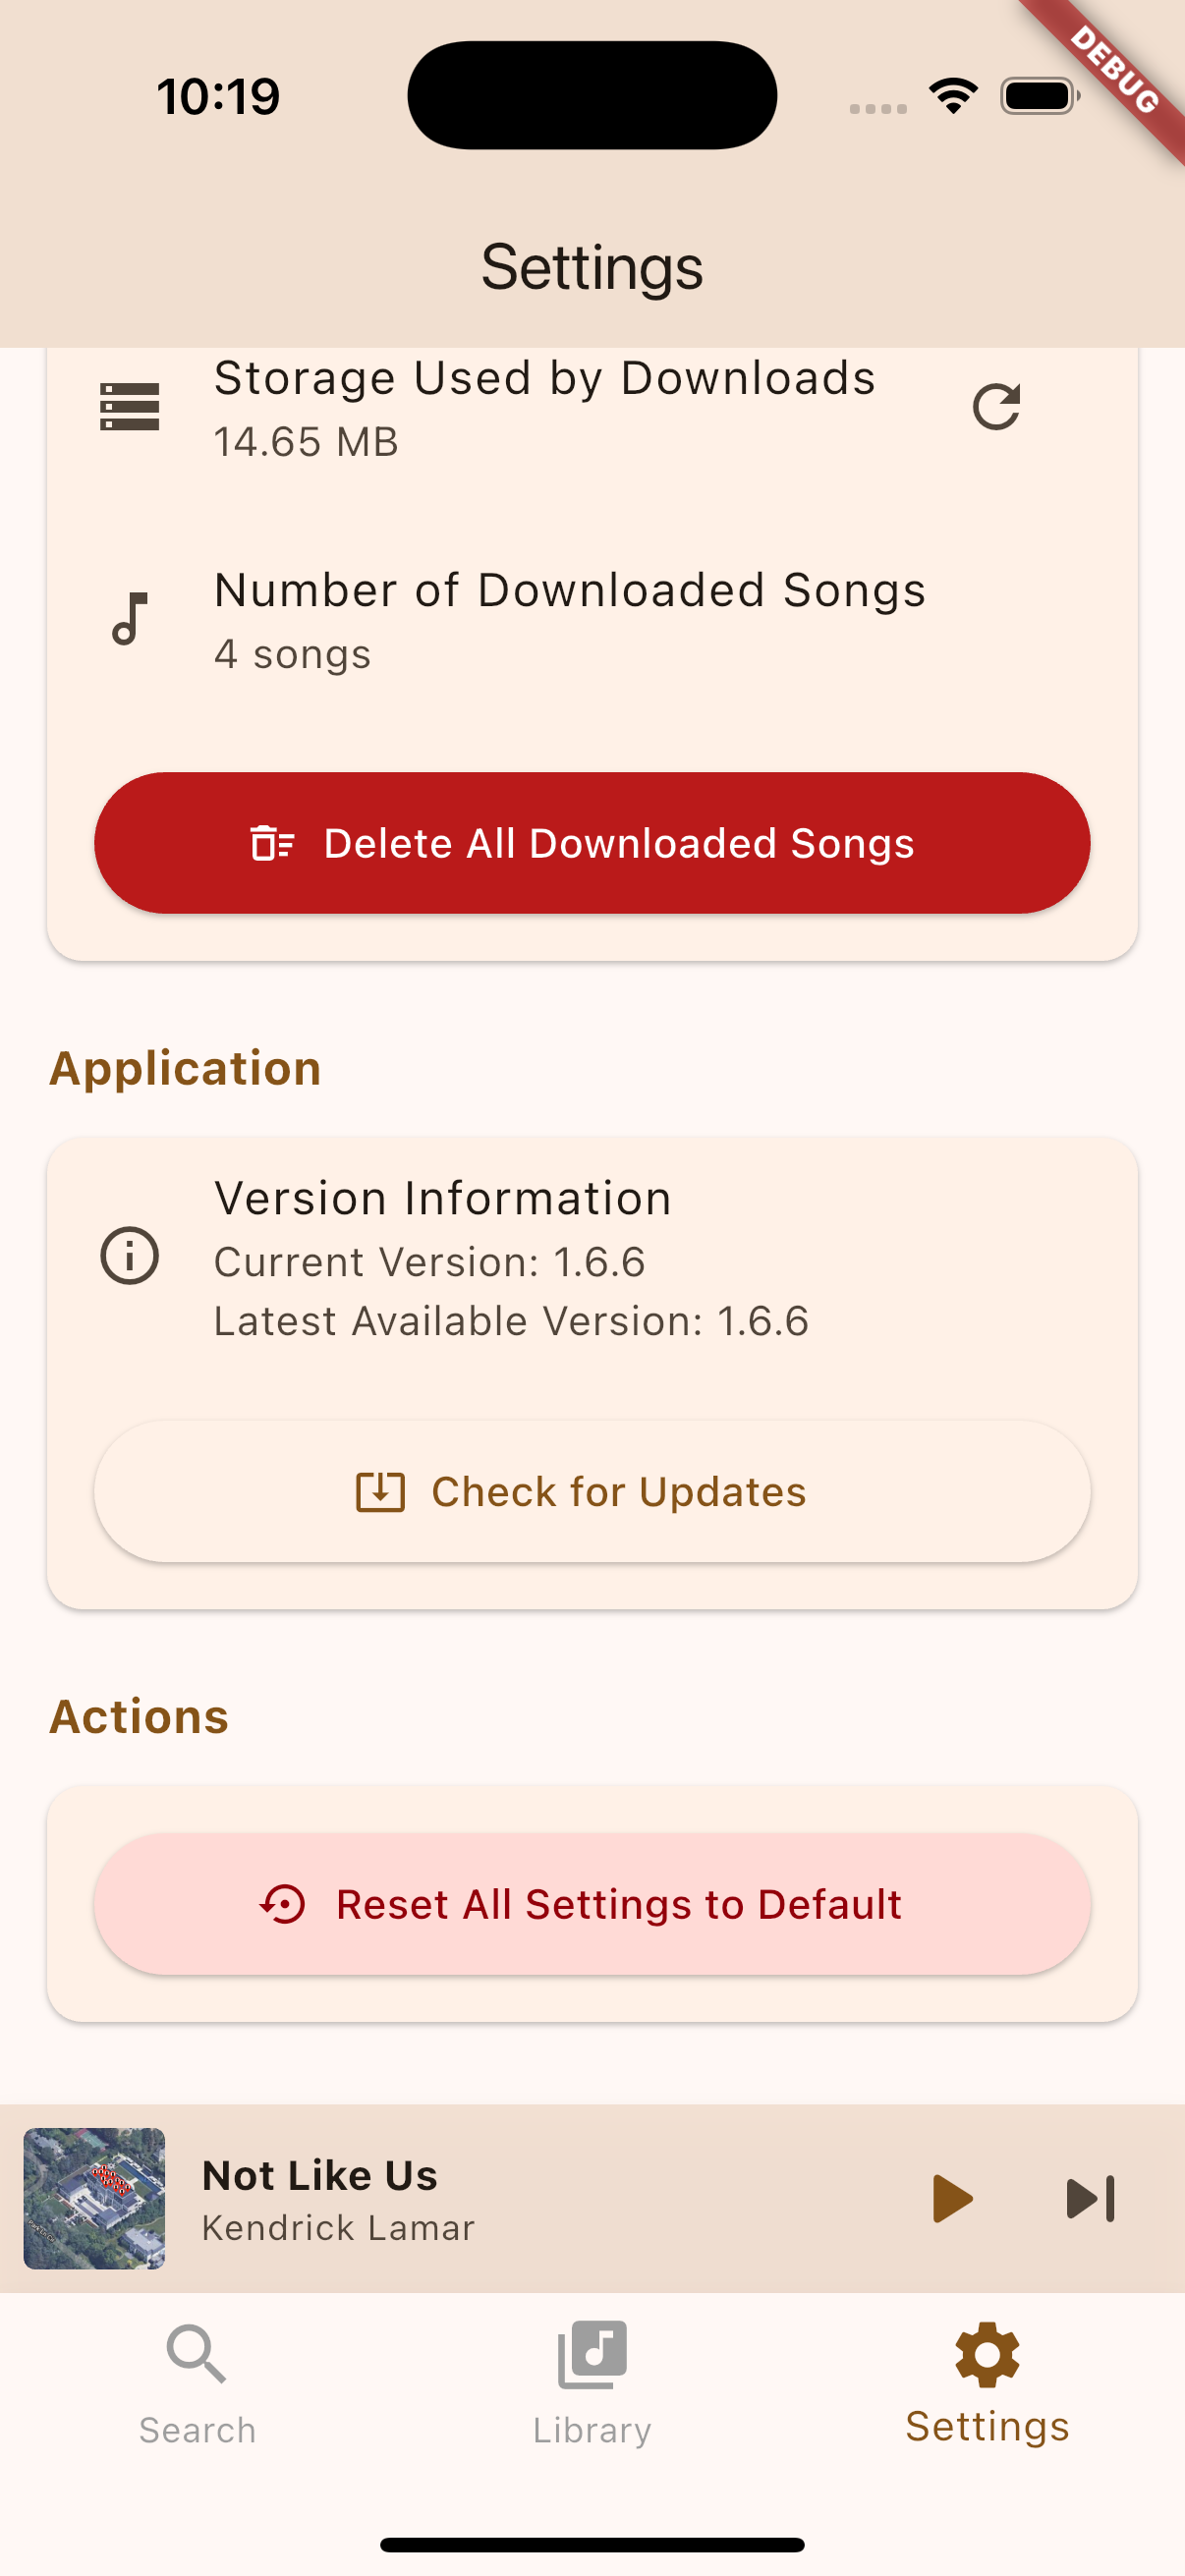 10:19
DEBUG
Settings
Storage Used by Downloads
14.65 MB
Number of Downloaded Songs
4 songs
Delete All Downloaded Songs
Application
Version Information
Current Version: 1.6.6
Latest Available Version: 1.6.6
Check for Updates
Actions
Reset All Settings to Default
Not Like Us
Kendrick Lamar
Search
Library
Settings